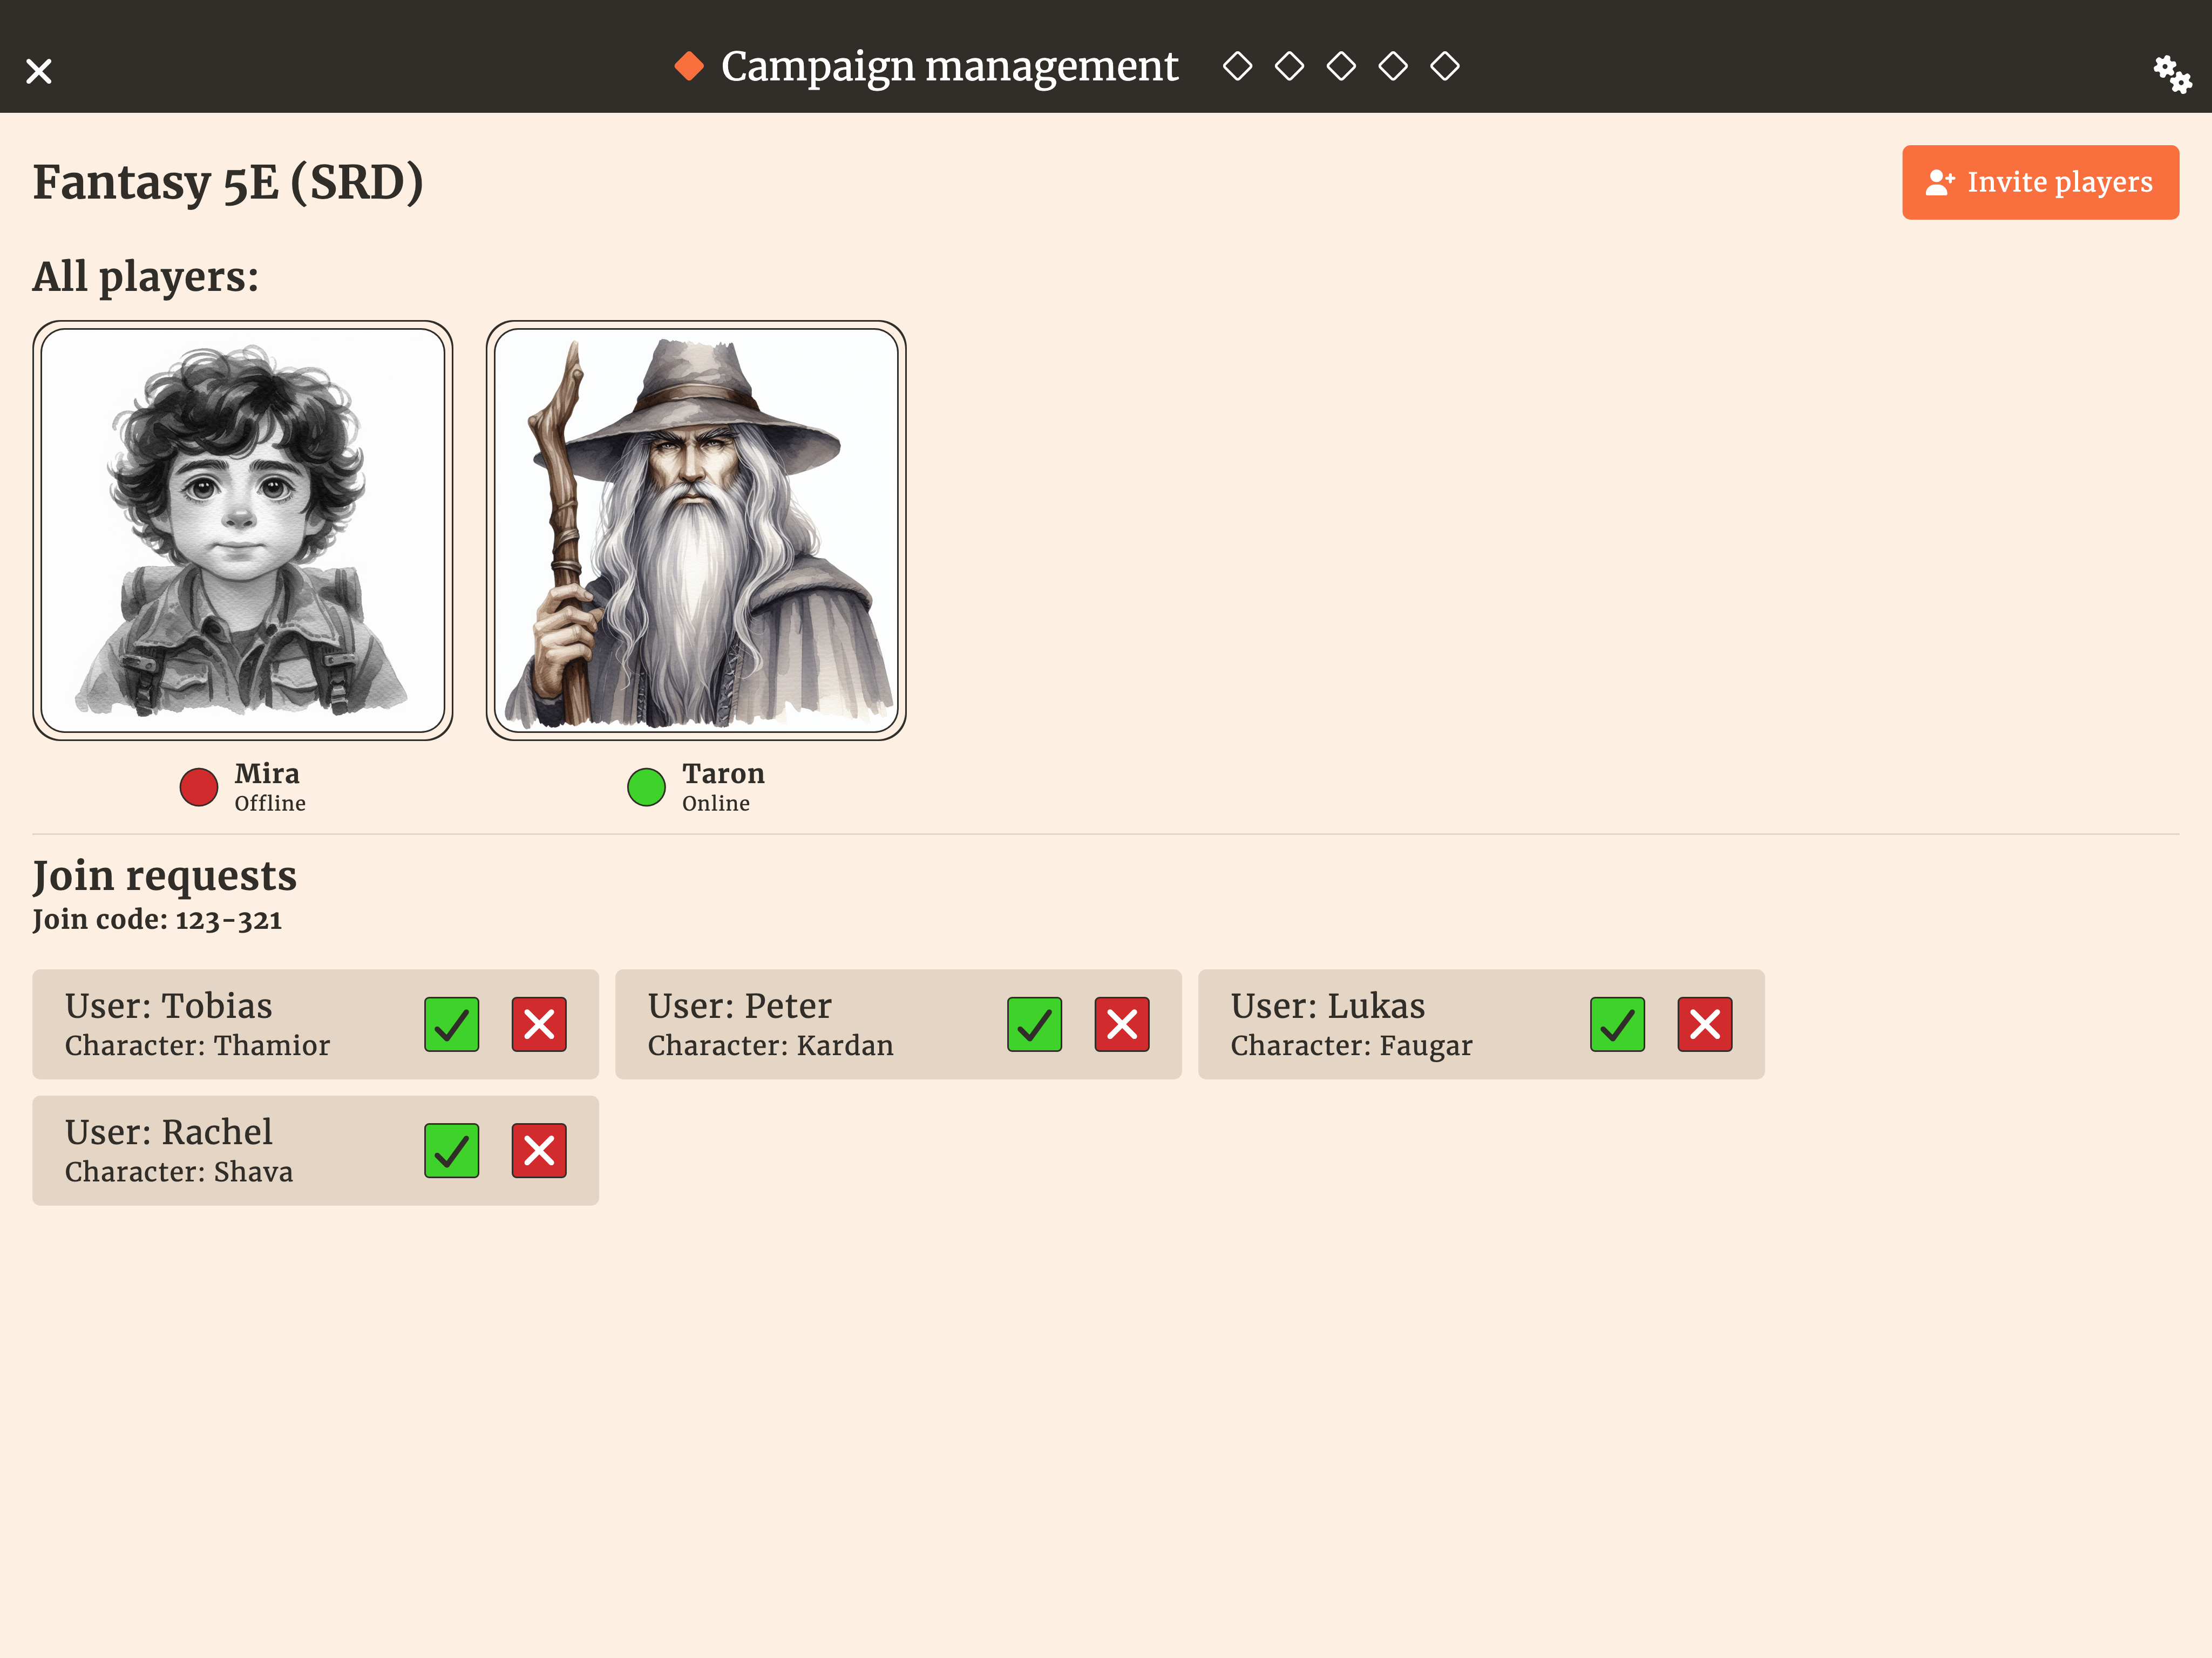 Campaign management
Fantasy 5E (SRD)
Invite players
All players:
Mira
Offline
Taron
Online
Join requests
Join code: 123-321
User: Tobias
Character: Thamior
User: Peter
Character: Kardan
User: Lukas
Character: Faugar
User: Rachel
Character: Shava